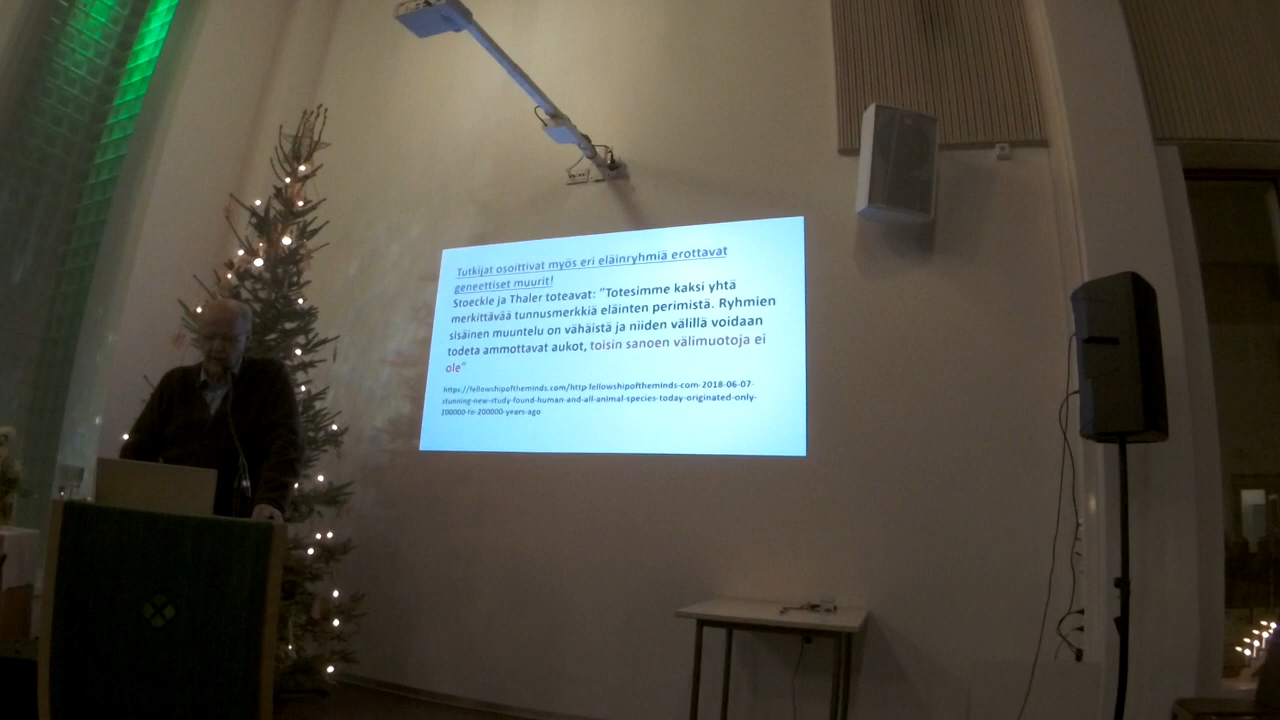 Tutkijat osoittivat myös eri eläinryhmiä erottavat
geneettiset muurit!
Stoeckle ja Thaler toteavat: "Totesimme kaksi yhtä
merkittävää tunnusmerkkiä eläinten perimistä. Ryhmien
sisäinen muuntelu on vähäistä ja niiden välillä voidaan
todeta ammottavat aukot, toisin sanoen välimuotoja ei
ole"
https://fellowshipoftheminds.com/http-fellowshipoftheminds-com-2018-06-07-
stunning-new-study-found-human-and-all-animal-species-today-originated-only-
100000-to-200000-years-ago